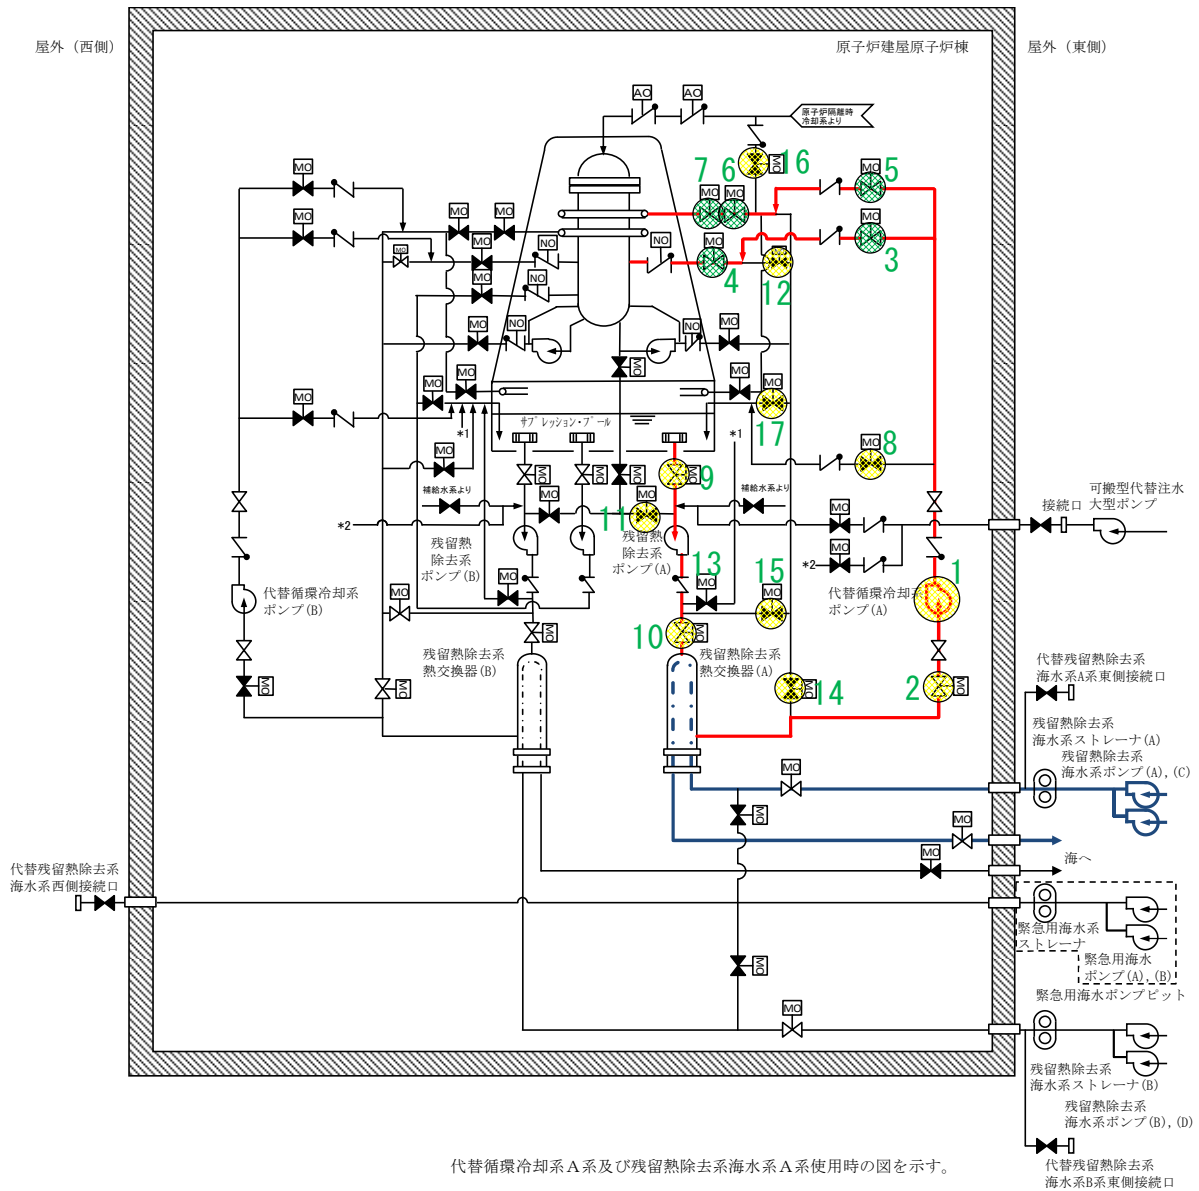 屋外（西側）
原子炉建屋原子炉棟
屋外（東側）
AO
AO
原子炉隔離時
冷却系より
16
MO
MO
7
6
MO
5
MO
MO
MO
MO
MO
MO
MO
MO
NO
NO
MO
MO
3
4
12
MO
NO
MO
NO
NO
MO
MO
MO
MO
MO
MO
17
MO
サプレッション・プール
*1
*1
MO
8
MO
MO
MO
MO
9
補給水系より
補給水系より
MO
MO
11
MO
*2
可搬型代替注水
大型ポンプ
接続口
残留熱
除去系
ポンプ(B)
残留熱
除去系
ポンプ(A)
MO
*2
13
15
1
代替循環冷却系
ポンプ(B)
代替循環冷却系
ポンプ(A)
MO
MO
MO
MO
MO
10
MO
残留熱除去系
熱交換器(B)
残留熱除去系
熱交換器(A)
MO
MO
MO
14
2
MO
代替残留熱除去系
海水系A系東側接続口
残留熱除去系
海水系ストレーナ(A)
残留熱除去系
海水系ポンプ(A),(C)
MO
MO
MO
MO
海へ
代替残留熱除去系
海水系西側接続口
緊急用海水系
ストレーナ
緊急用海水
ポンプ(A),(B)
MO
緊急用海水ポンプピット
MO
残留熱除去系
海水系ストレーナ(B)
残留熱除去系
海水系ポンプ(B),(D)
代替循環冷却系Ａ系及び残留熱除去系海水系Ａ系使用時の図を示す。
代替残留熱除去系
海水系B系東側接続口